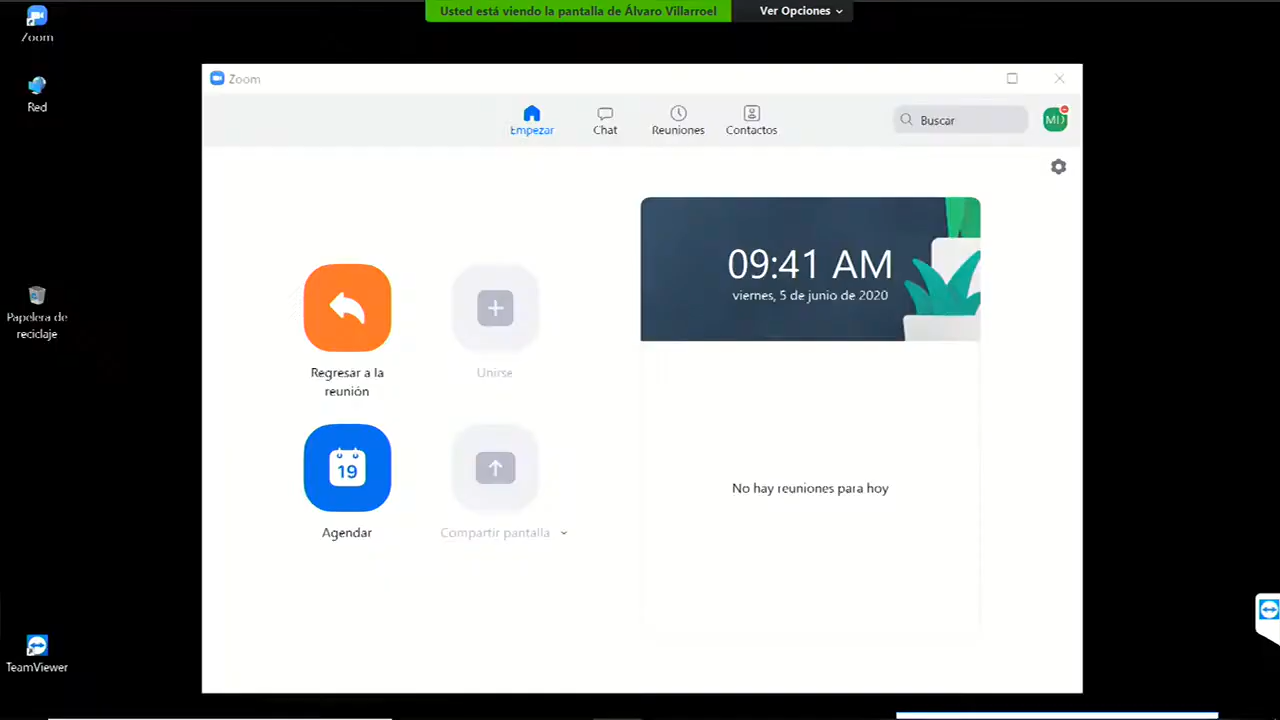 Usted está viendo la pantalla de Álvaro Villarroel
Ver Opciones
Zoom
Red
Papelera de
reciclaje
TeamViewer
Zoom
Empezar
Chat
Reuniones
Contactos
Buscar
MD
Regresar a la
reunión
Unirse
19
Agendar
Compartir pantalla
09:41 AM
viernes, 5 de junio de 2020
No hay reuniones para hoy